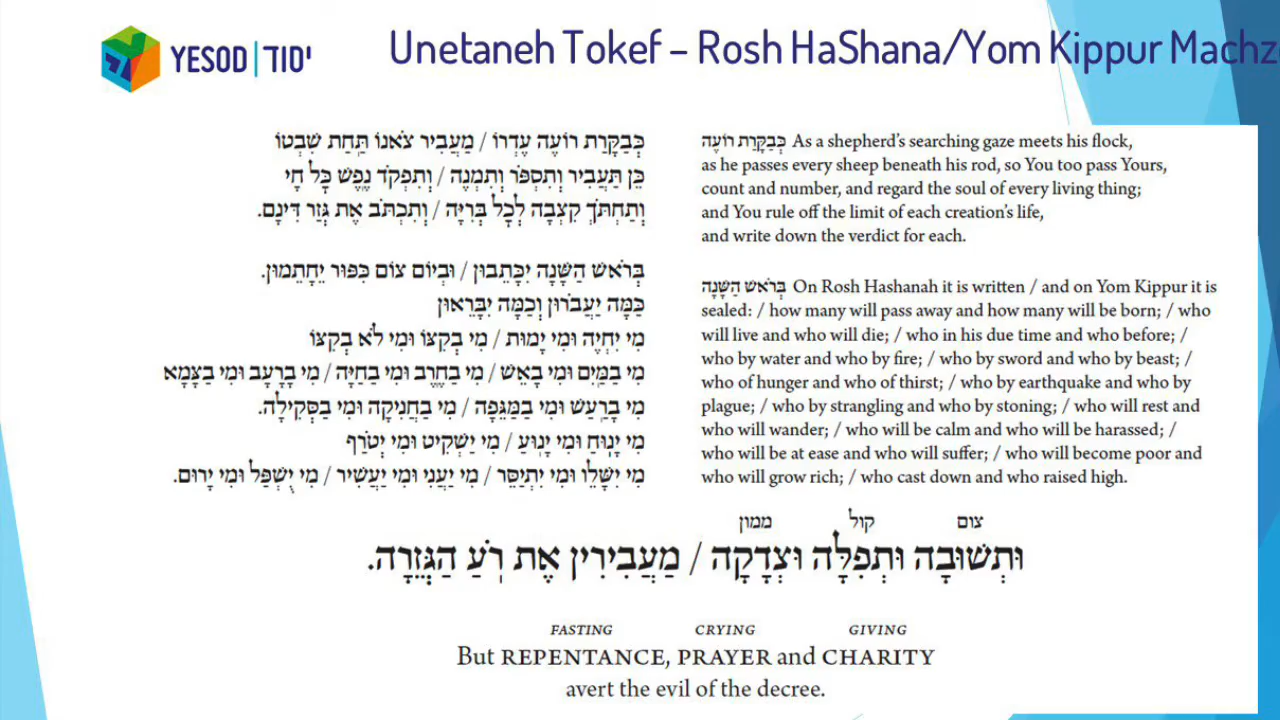 YESOD | יסוד
Unetaneh Tokef – Rosh HaShana/Yom Kippur Machz
כְּבַקָּרַת רוֹעֶה עֶדְרוֹ / מַעֲבִיר צֹאנוֹ תַּחַת שִׁבְטוֹ
כֵּן תַּעֲבִיר וְתִסְפֹּר וְתִמְנֶה / וְתִפְקֹד נֶפֶשׁ כָּל חָי
וְתַחְתֹּךְ קִצְבָה לְכָל בְּרִיָּה / וְתִכְתֹּב אֶת גְּזַר דִּינָם.
בְּרֹאשׁ הַשָּׁנָה יִכָּתֵבוּן / וּבְיוֹם צוֹם כִּפּוּר יֵחָתֵמוּן.
כַּמָּה יַעַבְרוּן וְכַמָּה יִבָּרֵאוּן
מִי יִחְיֶה וּמִי יָמוּת / מִי בְקִצּוֹ וּמִי לֹא בְקִצּוֹ
מִי בַמַּיִם וּמִי בָאֵשׁ / מִי בַחֶרֶב וּמִי בַחַיָּה / מִי בָרָעָב וּמִי בַצָּמָא
מִי בָרַעַשׁ וּמִי בַמַּגֵּפָה / מִי בַחֲנִיקָה וּמִי בַסְּקִילָה.
מִי יָנוּחַ וּמִי יָנוּעַ / מִי יַשְׁקִיט וּמִי יְטֹרַף
מִי יִשָּׁלֵו וּמִי יִתְיַסֵּר / מִי יַעֲנִי וּמִי יַעֲשִׁיר / מִי יֻשְׁפַּל וּמִי יָרוּם.
כְּבַקָּרַת רוֹעֶה As a shepherd's searching gaze meets his flock,
as he passes every sheep beneath his rod, so You too pass Yours,
count and number, and regard the soul of every living thing;
and You rule off the limit of each creation's life,
and write down the verdict for each.
בְּרֹאשׁ הַשָּׁנָה On Rosh Hashanah it is written / and on Yom Kippur it is
sealed: / how many will pass away and how many will be born; / who
will live and who will die; / who in his due time and who before; /
who by water and who by fire; / who by sword and who by beast; /
who of hunger and who of thirst; / who by earthquake and who by
plague; / who by strangling and who by stoning; / who will rest and
who will wander; / who will be calm and who will be harassed; /
who will be at ease and who will suffer; / who will become poor and
who will grow rich; / who cast down and who raised high.
צום קול ממון
וּתְשׁוּבָה וּתְפִלָּה וּצְדָקָה / מַעֲבִירִין אֶת רֹעַ הַגְּזֵרָה.
FASTING CRYING GIVING
But REPENTANCE, PRAYER and CHARITY
avert the evil of the decree.